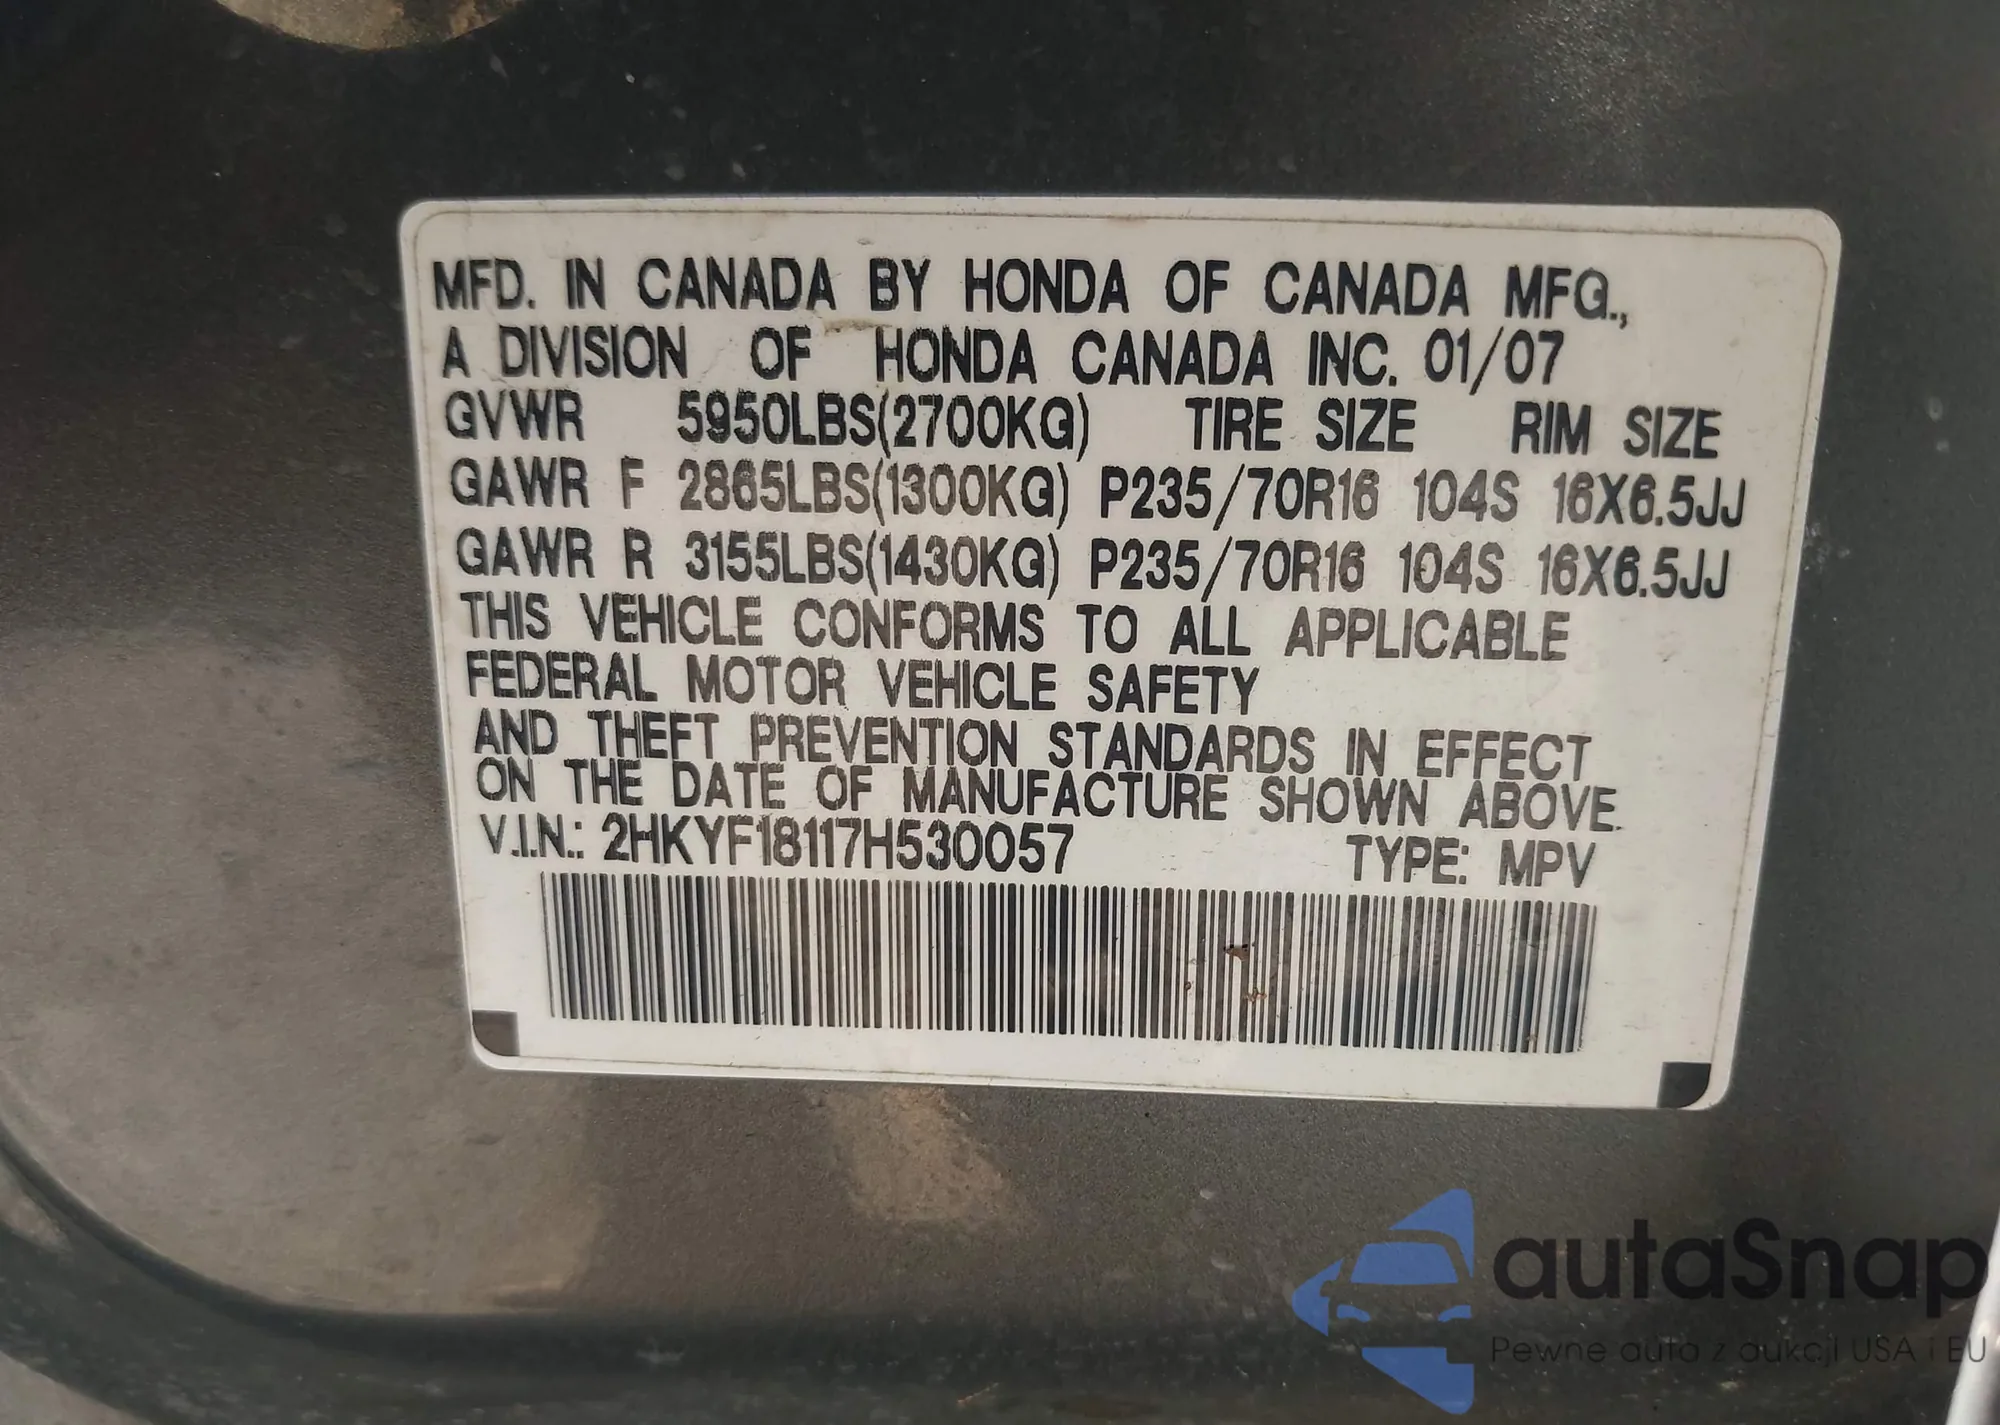 MFD. IN CANADA BY HONDA OF CANADA MFG.,
A DIVISION OF HONDA CANADA INC. 01/07
GVWR 5950LBS(2700KG) TIRE SIZE RIM SIZE
GAWR F 2865LBS(1300KG) P235/70R16 104S 16X6.5JJ
GAWR R 3155LBS(1430KG) P235/70R16 104S 16X6.5JJ
THIS VEHICLE CONFORMS TO ALL APPLICABLE
FEDERAL MOTOR VEHICLE SAFETY
AND THEFT PREVENTION STANDARDS IN EFFECT
ON THE DATE OF MANUFACTURE SHOWN ABOVE.
V.I.N.: 2HKYF18117H530057 TYPE: MPV
autaSnap
Pewne auta z aukcji USA i EU